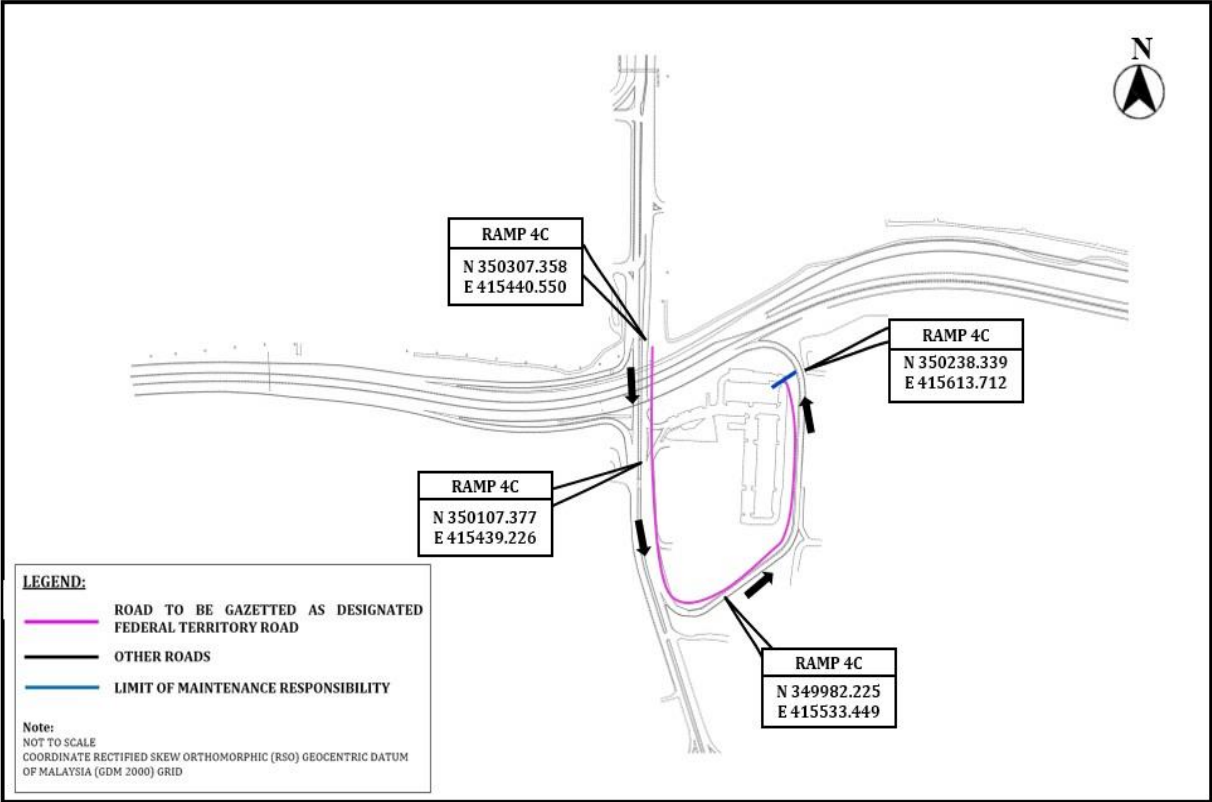 N
RAMP 4C
N 350307.358
E 415440.550
RAMP 4C
N 350238.339
E 415613.712
RAMP 4C
N 350107.377
E 415439.226
RAMP 4C
N 349982.225
E 415533.449
LEGEND:
ROAD TO BE GAZETTED AS DESIGNATED
FEDERAL TERRITORY ROAD
OTHER ROADS
LIMIT OF MAINTENANCE RESPONSIBILITY
Note:
NOT TO SCALE
COORDINATE RECTIFIED SKEW ORTHOMORPHIC (RSO) GEOCENTRIC DATUM
OF MALAYSIA (GDM 2000) GRID